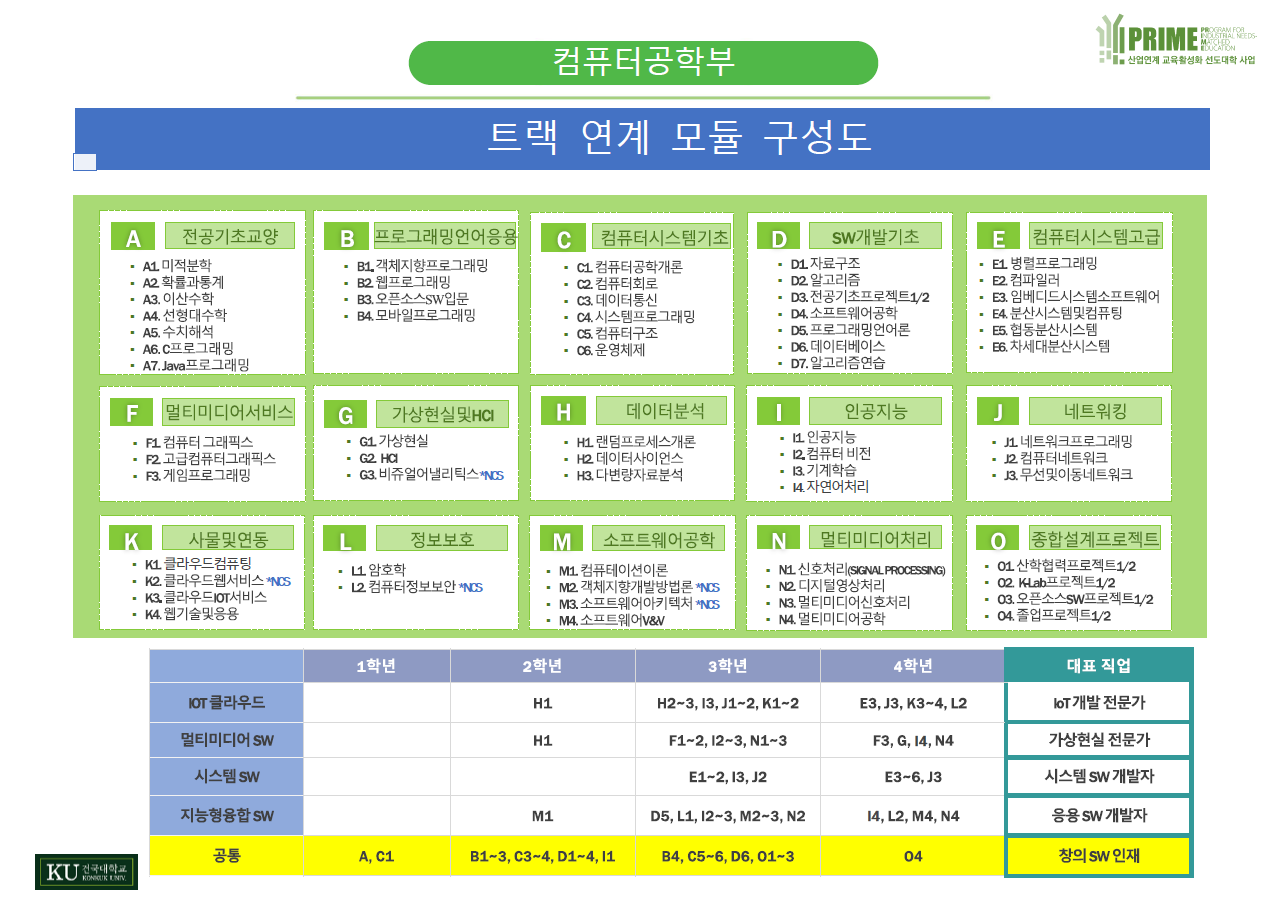 컴퓨터공학부
PRIME PROGRAM FOR
INDUSTRIAL NEEDS-
MATCHED
EDUCATION
산업연계 교육활성화 선도대학 사업
트랙 연계 모듈 구성도
A 전공기초교양
A1. 미적분학
A2. 확률과통계
A3. 이산수학
A4. 선형대수학
A5. 수치해석
A6. C프로그래밍
A7. Java프로그래밍
B 프로그래밍언어응용
B1. 객체지향프로그래밍
B2. 웹프로그래밍
B3. 오픈소스SW입문
B4. 모바일프로그래밍
C 컴퓨터시스템기초
C1. 컴퓨터공학개론
C2. 컴퓨터회로
C3. 데이터통신
C4. 시스템프로그래밍
C5. 컴퓨터구조
C6. 운영체제
D SW개발기초
D1. 자료구조
D2. 알고리즘
D3. 전공기초프로젝트1/2
D4. 소프트웨어공학
D5. 프로그래밍언어론
D6. 데이터베이스
D7. 알고리즘연습
E 컴퓨터시스템고급
E1. 병렬프로그래밍
E2. 컴파일러
E3. 임베디드시스템소프트웨어
E4. 분산시스템및컴퓨팅
E5. 협동분산시스템
E6. 차세대분산시스템
F 멀티미디어서비스
F1. 컴퓨터 그래픽스
F2. 고급컴퓨터그래픽스
F3. 게임프로그래밍
G 가상현실및HCI
G1. 가상현실
G2. HCI
G3. 비쥬얼어낼리틱스 *NCS
H 데이터분석
H1. 랜덤프로세스개론
H2. 데이터사이언스
H3. 다변량자료분석
I 인공지능
I1. 인공지능
I2. 컴퓨터 비전
I3. 기계학습
I4. 자연어처리
J 네트워킹
J1. 네트워크프로그래밍
J2. 컴퓨터네트워크
J3. 무선및이동네트워크
K 사물및연동
K1. 클라우드컴퓨팅
K2. 클라우드웹서비스 *NCS
K3. 클라우드IOT서비스
K4. 웹기술및응용
L 정보보호
L1. 암호학
L2. 컴퓨터정보보안 *NCS
M 소프트웨어공학
M1. 컴퓨테이션이론
M2. 객체지향개발방법론 *NCS
M3. 소프트웨어아키텍처 *NCS
M4. 소프트웨어V&V
N 멀티미디어처리
N1. 신호처리(SIGNAL PROCESSING)
N2. 디지털영상처리
N3. 멀티미디어신호처리
N4. 멀티미디어공학
O 종합설계프로젝트
O1. 산학협력프로젝트1/2
O2. K-Lab프로젝트1/2
O3. 오픈소스SW프로젝트1/2
O4. 졸업프로젝트1/2
1학년 2학년 3학년 4학년 대표 직업
IOT 클라우드 H1 H2~3, I3, J1~2, K1~2 E3, J3, K3~4, L2 IoT 개발 전문가
멀티미디어 SW H1 F1~2, I2~3, N1~3 F3, G, I4, N4 가상현실 전문가
시스템 SW E1~2, I3, J2 E3~6, J3 시스템 SW 개발자
지능형융합 SW M1 D5, L1, I2~3, M2~3, N2 I4, L2, M4, N4 응용 SW 개발자
공통 A, C1 B1~3, C3~4, D1~4, I1 B4, C5~6, D6, O1~3 O4 창의 SW 인재
KU 건국대학교
KONKUK UNIV.